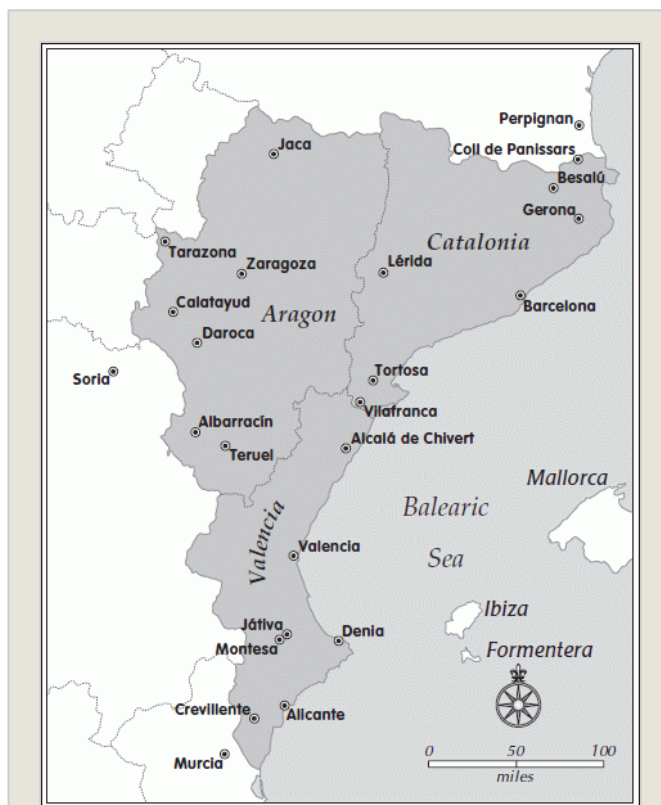 Perpignan
Coll de Panissars
Jaca
Besalú
Gerona
Catalonia
Tarazona
Zaragoza
Lérida
Calatayud
Aragon
Barcelona
Daroca
Soria
Tortosa
Vilafranca
Albarracín
Alcalá de Chivert
Teruel
Mallorca
Balearic
Sea
Valencia
Valencia
Ibiza
Játiva
Denia
Montesa
Formentera
Crevillente
Alicante
Murcia
0 50 100
miles